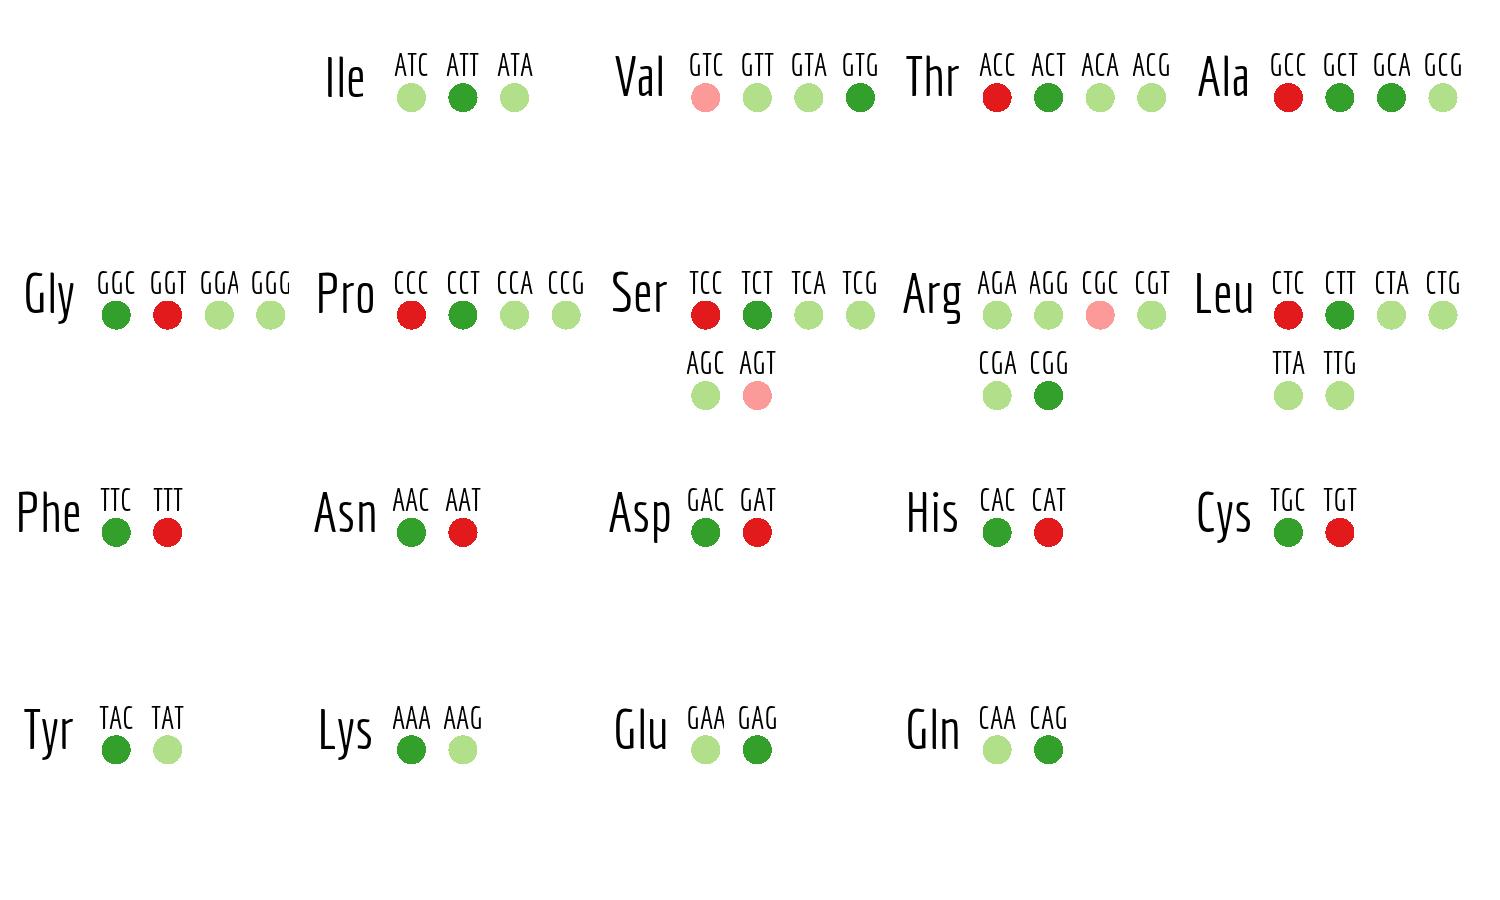 Ile ATC ATT ATA
Val GTC GTT GTA GTG
Thr ACC ACT ACA ACG
Ala GCC GCT GCA GCG
Gly GGC GGT GGA GGG
Pro CCC CCT CCA CCG
Ser TCC TCT TCA TCG
AGC AGT
Arg AGA AGG CGC CGT
CGA CGG
Leu CTC CTT CTA CTG
TTA TTG
Phe TTC TTT
Asn AAC AAT
Asp GAC GAT
His CAC CAT
Cys TGC TGT
Tyr TAC TAT
Lys AAA AAG
Glu GAA GAG
Gln CAA CAG